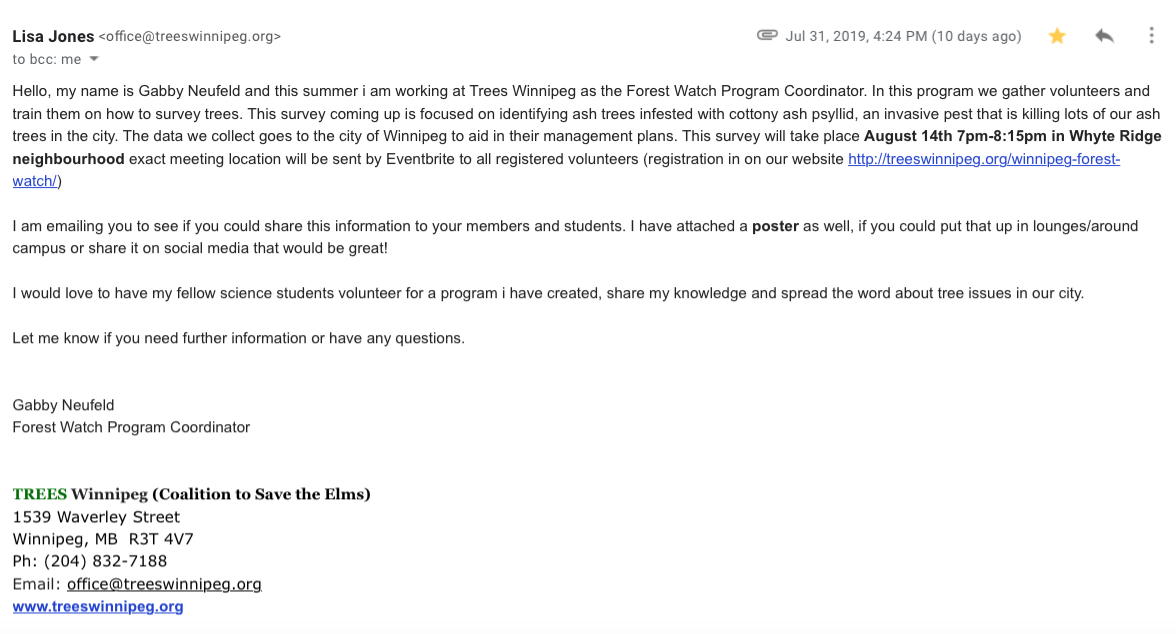 Lisa Jones <office@treeswinnipeg.org>
Jul 31, 2019, 4:24 PM (10 days ago)
to bcc: me
Hello, my name is Gabby Neufeld and this summer i am working at Trees Winnipeg as the Forest Watch Program Coordinator. In this program we gather volunteers and
train them on how to survey trees. This survey coming up is focused on identifying ash trees infested with cottony ash psyllid, an invasive pest that is killing lots of our ash
trees in the city. The data we collect goes to the city of Winnipeg to aid in their management plans. This survey will take place August 14th 7pm-8:15pm in Whyte Ridge
neighbourhood exact meeting location will be sent by Eventbrite to all registered volunteers (registration in on our website http://treeswinnipeg.org/winnipeg-forest-
watch/)
I am emailing you to see if you could share this information to your members and students. I have attached a poster as well, if you could put that up in lounges/around
campus or share it on social media that would be great!
I would love to have my fellow science students volunteer for a program i have created, share my knowledge and spread the word about tree issues in our city.
Let me know if you need further information or have any questions.
Gabby Neufeld
Forest Watch Program Coordinator
TREES Winnipeg (Coalition to Save the Elms)
1539 Waverley Street
Winnipeg, MB  R3T 4V7
Ph: (204) 832-7188
Email: office@treeswinnipeg.org
www.treeswinnipeg.org